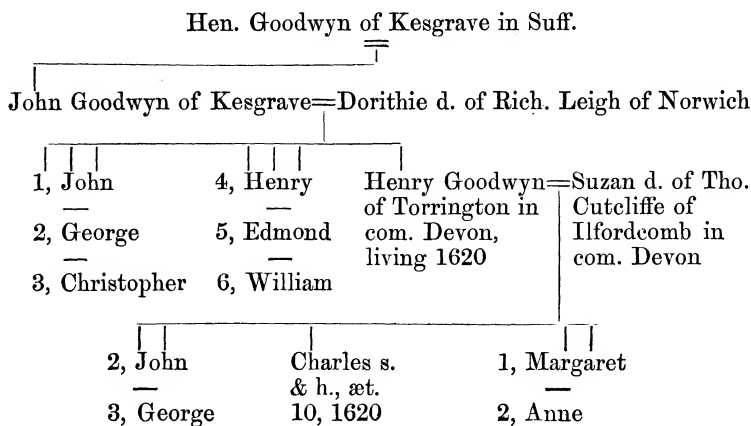 Hen. Goodwyn of Kesgrave in Suff.
John Goodwyn of Kesgrave=Dorithie d. of Rich. Leigh of Norwich
1, John
2, George
3, Christopher
4, Henry
5, Edmond
6, William
Henry Goodwyn=Suzan d. of Tho.
of Torrington in
com. Devon,
living 1620
Cutcliffe of
Ilfordcomb in
com. Devon
2, John
3, George
Charles s.
& h., æt.
10, 1620
1, Margaret
2, Anne